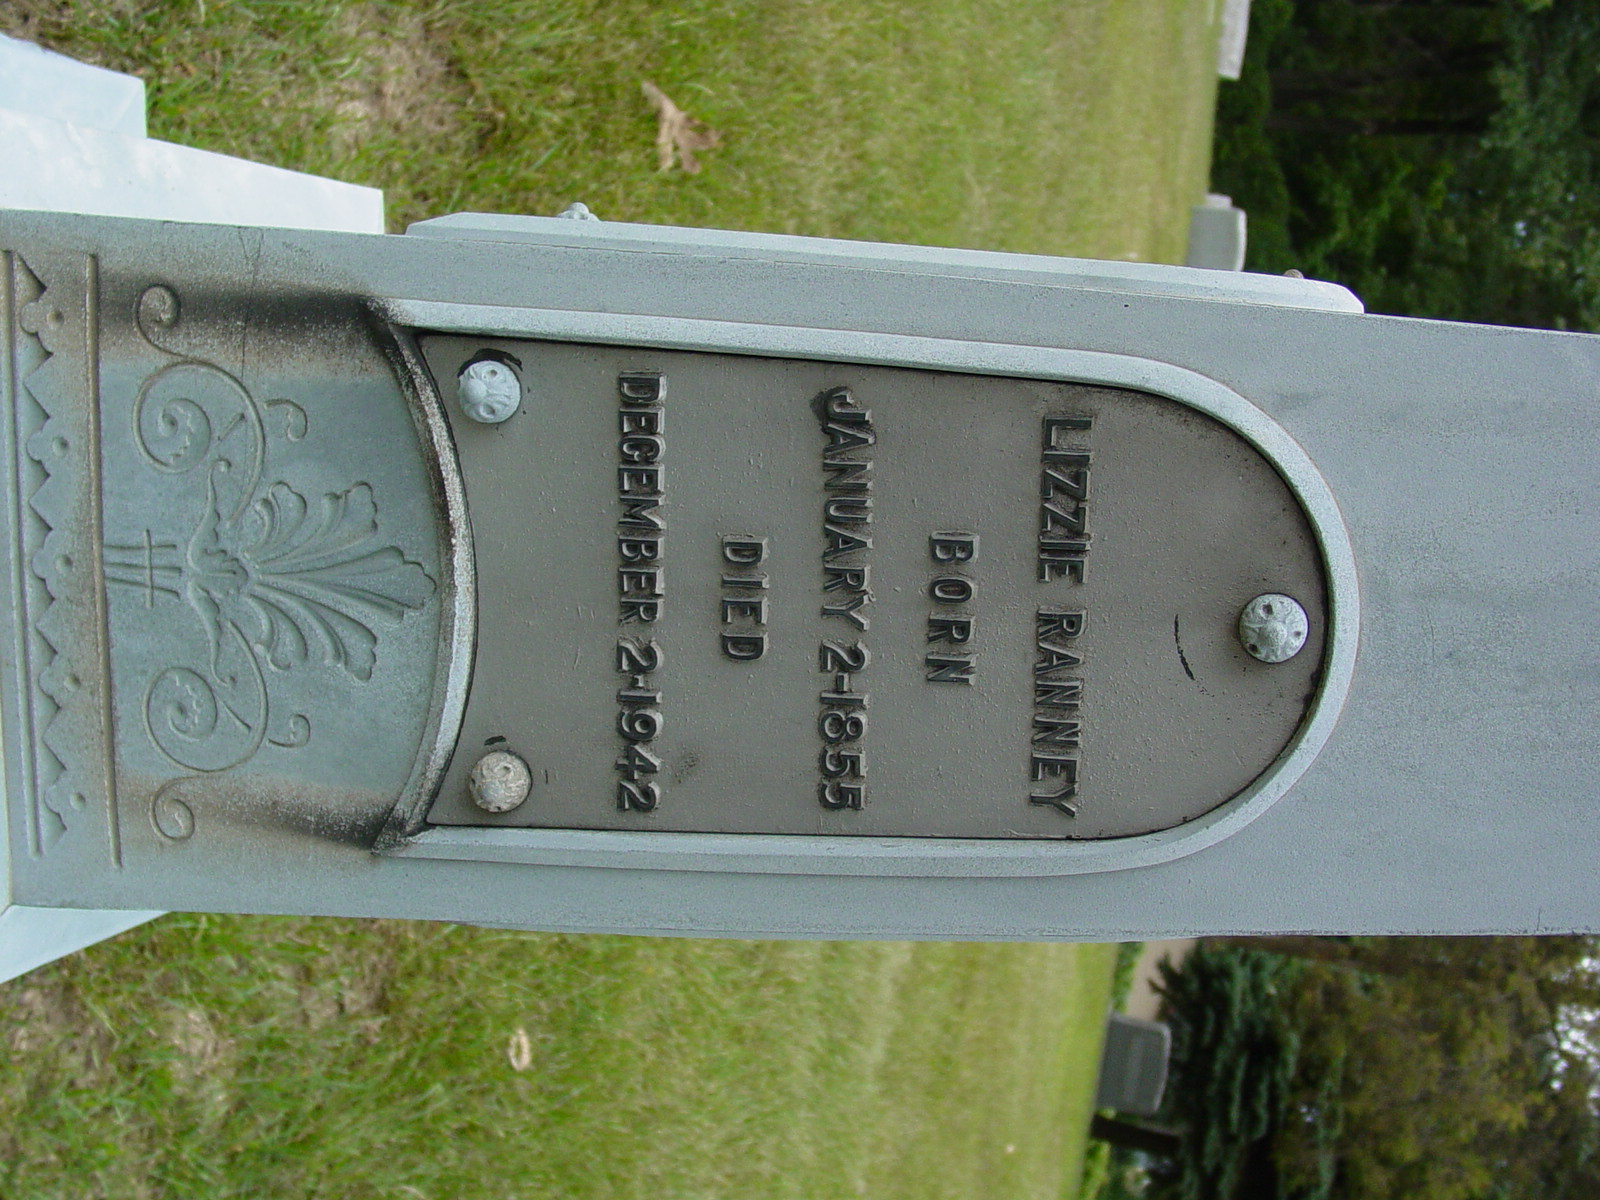 LIZZIE RANNEY
BORN
JANUARY 2-1855
DIED
DECEMBER 2-1942